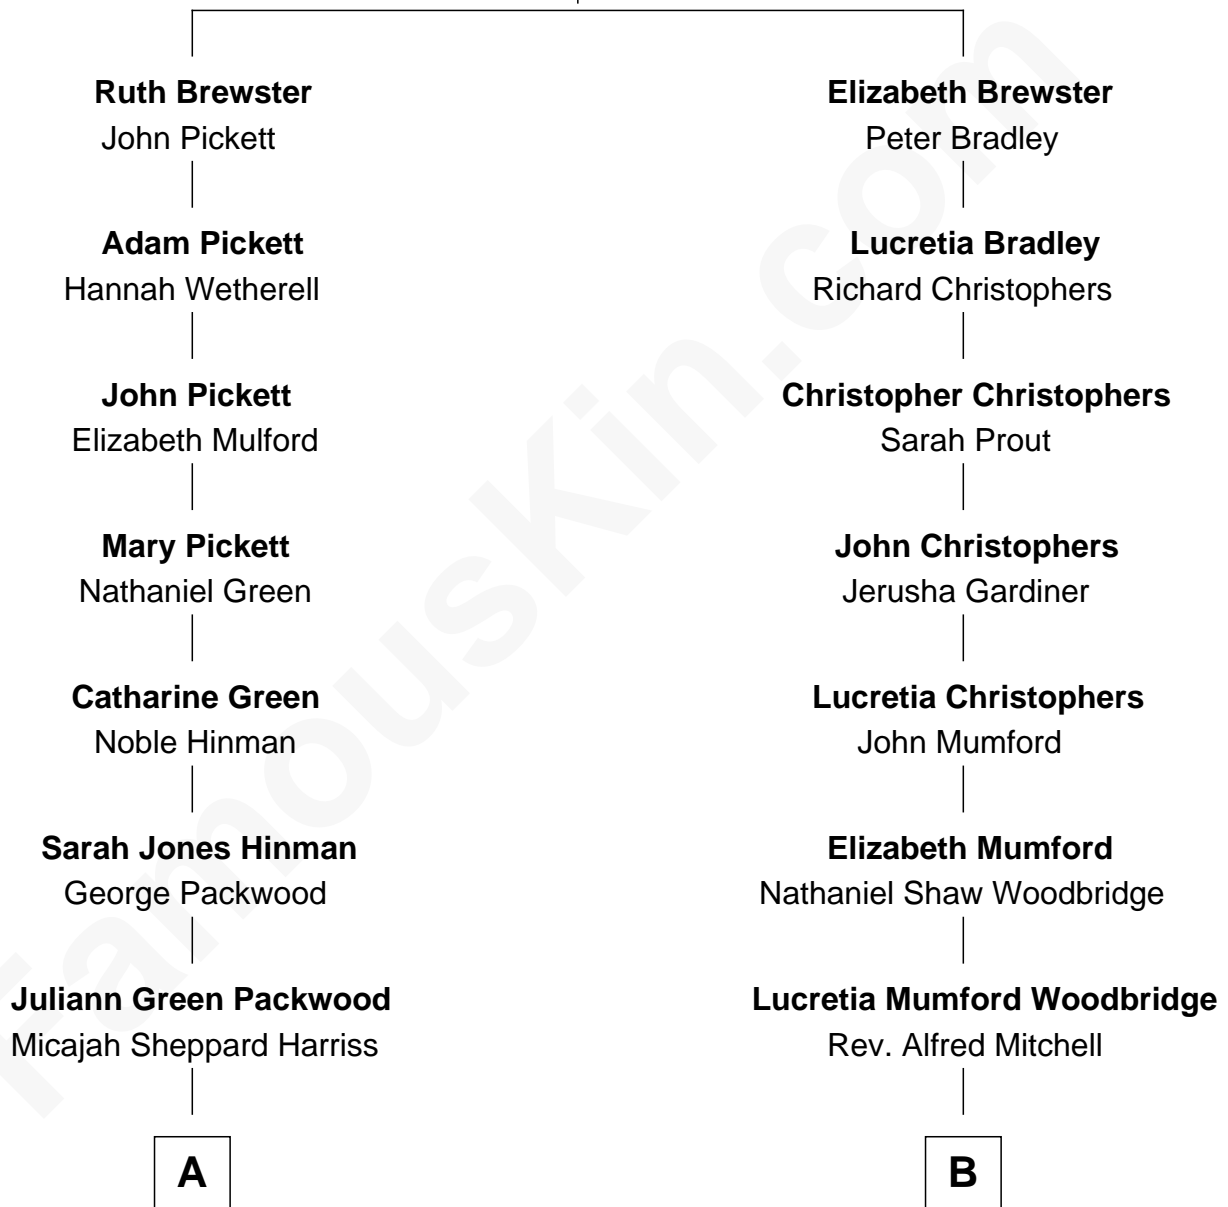 Ruth Brewster
John Pickett
Elizabeth Brewster
Peter Bradley
Adam Pickett
Hannah Wetherell
Lucretia Bradley
Richard Christophers
John Pickett
Elizabeth Mulford
Christopher Christophers
Sarah Prout
Mary Pickett
Nathaniel Green
John Christophers
Jerusha Gardiner
Catharine Green
Noble Hinman
Lucretia Christophers
John Mumford
Sarah Jones Hinman
George Packwood
Elizabeth Mumford
Nathaniel Shaw Woodbridge
Juliann Green Packwood
Micajah Sheppard Harriss
Lucretia Mumford Woodbridge
Rev. Alfred Mitchell
A
B
FamousKin.com